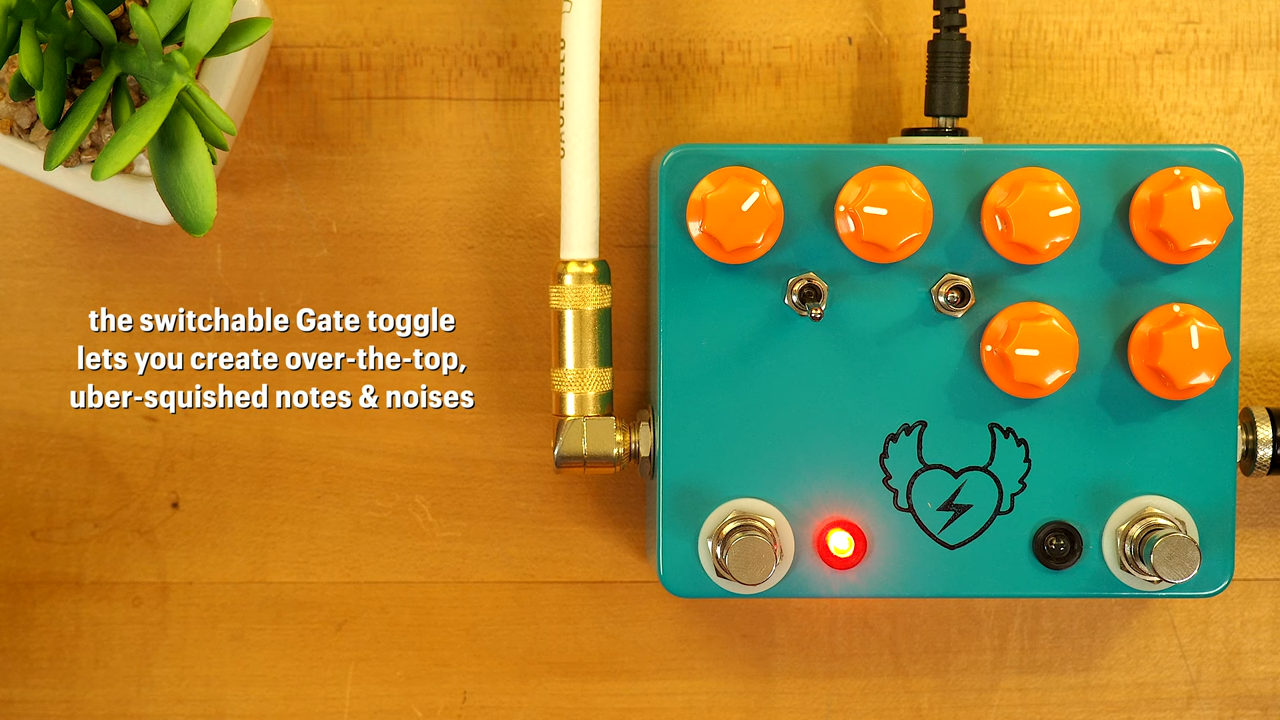 the switchable Gate toggle
lets you create over-the-top,
uber-squished notes & noises